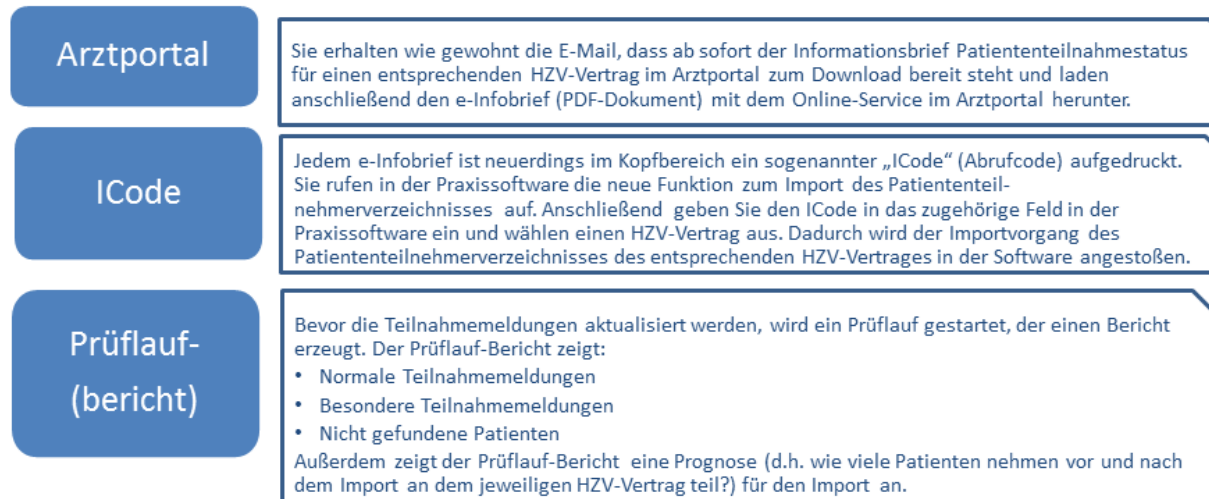 Arztportal
Sie erhalten wie gewohnt die E-Mail, dass ab sofort der Informationsbrief Patiententeilnahmestatus
für einen entsprechenden HZV-Vertrag im Arztportal zum Download bereit steht und laden
anschließend den e-Infobrief (PDF-Dokument) mit dem Online-Service im Arztportal herunter.
ICode
Jedem e-Infobrief ist neuerdings im Kopfbereich ein sogenannter „ICode“ (Abrufcode) aufgedruckt.
Sie rufen in der Praxissoftware die neue Funktion zum Import des Patiententeil-
nehmerverzeichnisses auf. Anschließend geben Sie den ICode in das zugehörige Feld in der
Praxissoftware ein und wählen einen HZV-Vertrag aus. Dadurch wird der Importvorgang des
Patiententeilnehmerverzeichnisses des entsprechenden HZV-Vertrages in der Software angestoßen.
Prüflauf-
(bericht)
Bevor die Teilnahmemeldungen aktualisiert werden, wird ein Prüflauf gestartet, der einen Bericht
erzeugt. Der Prüflauf-Bericht zeigt:
• Normale Teilnahmemeldungen
• Besondere Teilnahmemeldungen
• Nicht gefundene Patienten
Außerdem zeigt der Prüflauf-Bericht eine Prognose (d.h. wie viele Patienten nehmen vor und nach
dem Import an dem jeweiligen HZV-Vertrag teil?) für den Import an.